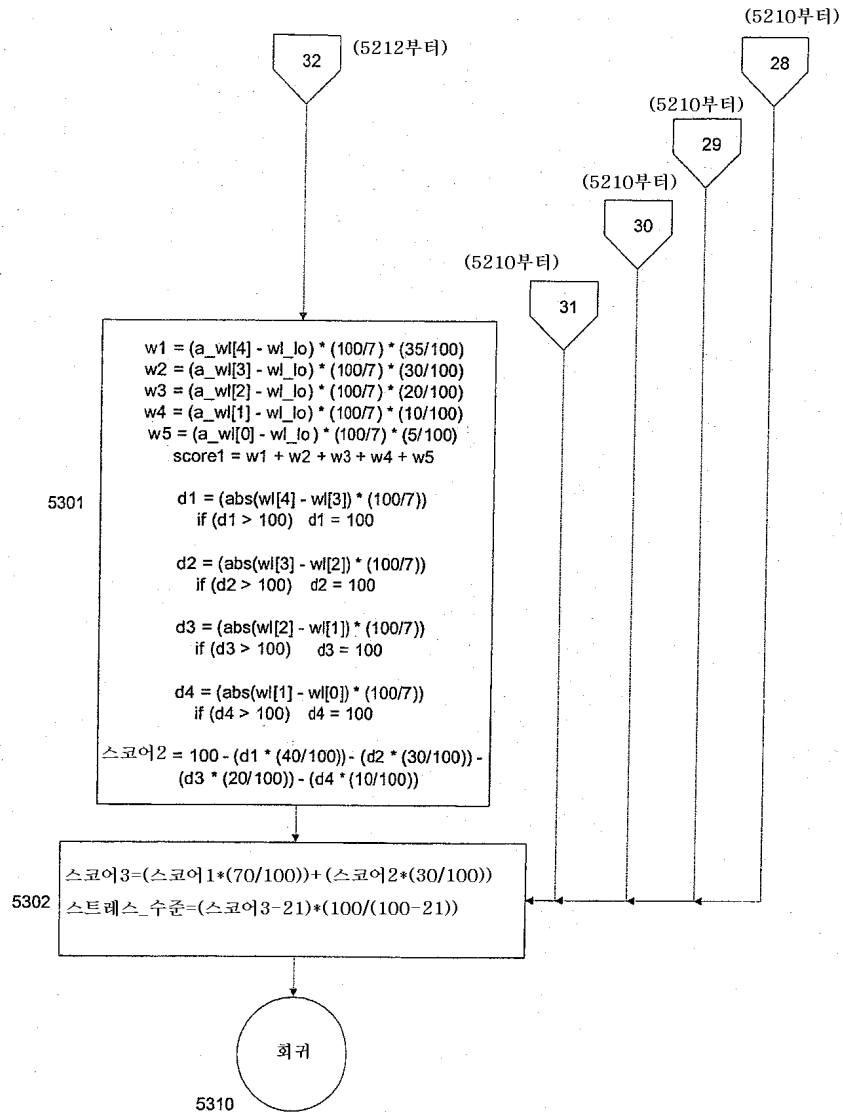 (5210부터)
28
(5212부터)
32
(5210부터)
29
(5210부터)
30
(5210부터)
31
w1 = (a_wl[4] - wl_lo) * (100/7) * (35/100)
w2 = (a_wl[3] - wl_lo) * (100/7) * (30/100)
w3 = (a_wl[2] - wl_lo) * (100/7) * (20/100)
w4 = (a_wl[1] - wl_lo) * (100/7) * (10/100)
w5 = (a_wl[0] - wl_lo) * (100/7) * (5/100)
score1 = w1 + w2 + w3 + w4 + w5
5301
d1 = (abs(wl[4] - wl[3]) * (100/7))
if (d1 > 100) d1 = 100
d2 = (abs(wl[3] - wl[2]) * (100/7))
if (d2 > 100) d2 = 100
d3 = (abs(wl[2] - wl[1]) * (100/7))
if (d3 > 100) d3 = 100
d4 = (abs(wl[1] - wl[0]) * (100/7))
if (d4 > 100) d4 = 100
스코어2 = 100 - (d1 * (40/100)) - (d2 * (30/100)) -
(d3 * (20/100)) - (d4 * (10/100))
스코어3=(스코어1*(70/100))+(스코어2*(30/100))
5302
스트레스_수준=(스코어3-21)*(100/(100-21))
회귀
5310